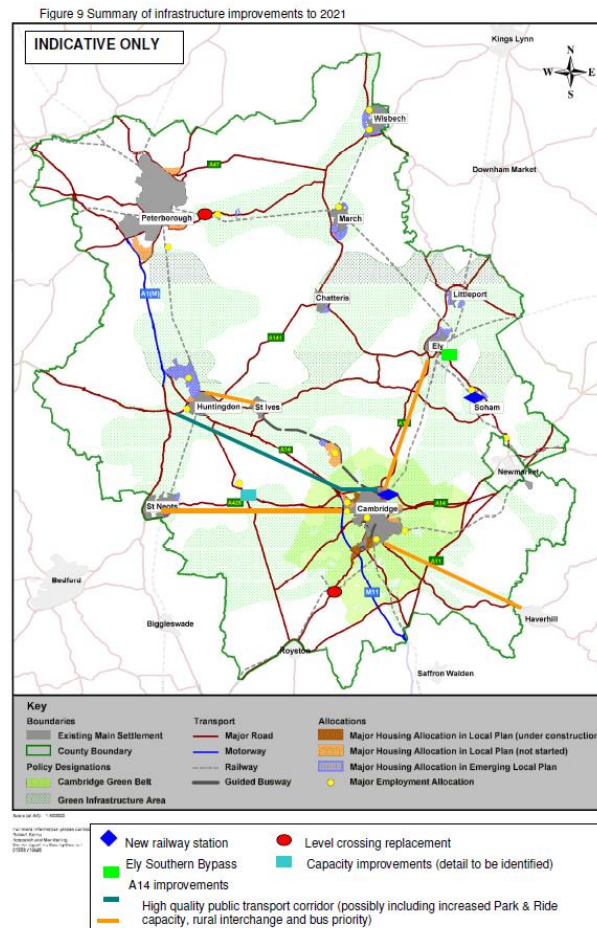 Figure 9 Summary of infrastructure improvements to 2021
INDICATIVE ONLY
Kings Lynn
N
W E
S
Wisbech
A47
Downham Market
Peterborough
March
A1(M)
Chatteris
Littleport
A141
Ely
Huntingdon
St Ives
Soham
A14
Newmarket
St Neots
A428
Cambridge
A14
A11
Bedford
M11
Biggleswade
Haverhill
Royston
Saffron Walden
Key
Boundaries
Existing Main Settlement
County Boundary
Policy Designations
Cambridge Green Belt
Green Infrastructure Area
Transport
Major Road
Motorway
Railway
Guided Busway
Allocations
Major Housing Allocation in Local Plan (under construction
Major Housing Allocation in Local Plan (not started)
Major Housing Allocation in Emerging Local Plan
Major Employment Allocation
New railway station
Level crossing replacement
Ely Southern Bypass
Capacity improvements (detail to be identified)
A14 improvements
High quality public transport corridor (possibly including increased Park & Ride
capacity, rural interchange and bus priority)